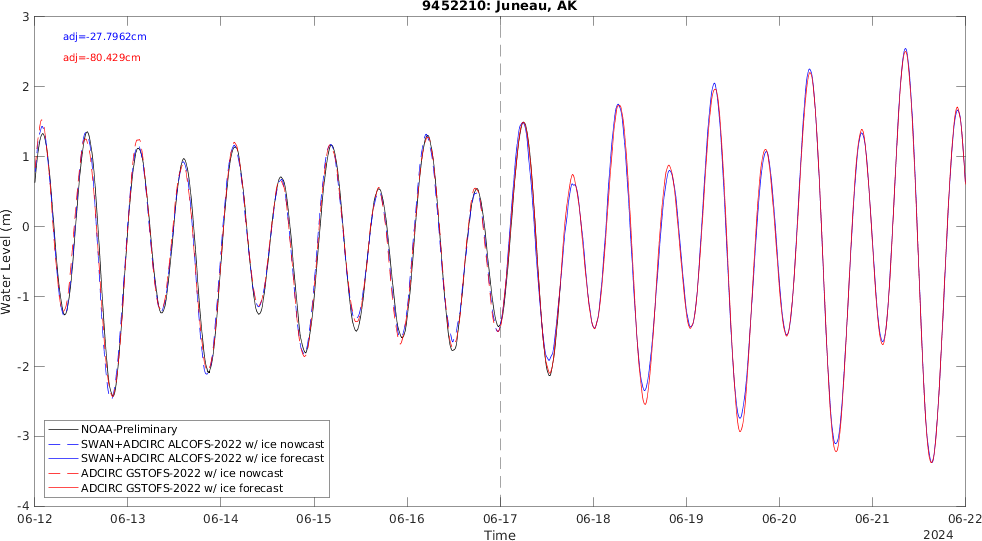 9452210: Juneau, AK
adj=-27.7962cm
adj=-80.429cm
Water Level (m)
3
2
1
0
-1
-2
-3
-4
NOAA-Preliminary
SWAN+ADCIRC ALCOFS-2022 w/ ice nowcast
SWAN+ADCIRC ALCOFS-2022 w/ ice forecast
ADCIRC GSTOFS-2022 w/ ice nowcast
ADCIRC GSTOFS-2022 w/ ice forecast
06-12 06-13 06-14 06-15 06-16 06-17 06-18 06-19 06-20 06-21 06-22
Time
2024